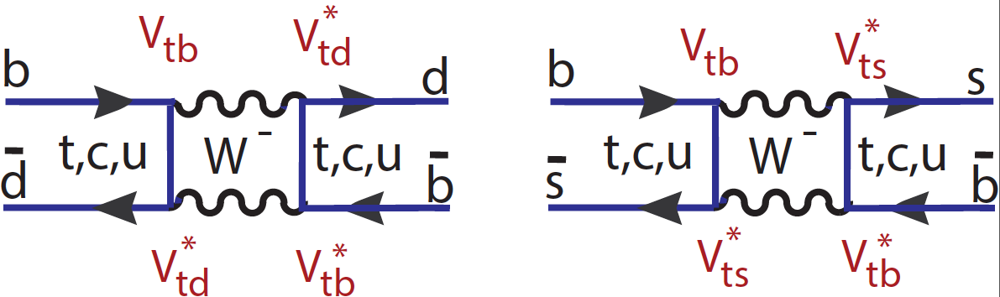 V_tb V*_td V_tb V*_ts
b d b s
t,c,u W⁻ t,c,u t,c,u W⁻ t,c,u
d̄ b̄ s̄ b̄
V*_td V*_tb V*_ts V*_tb